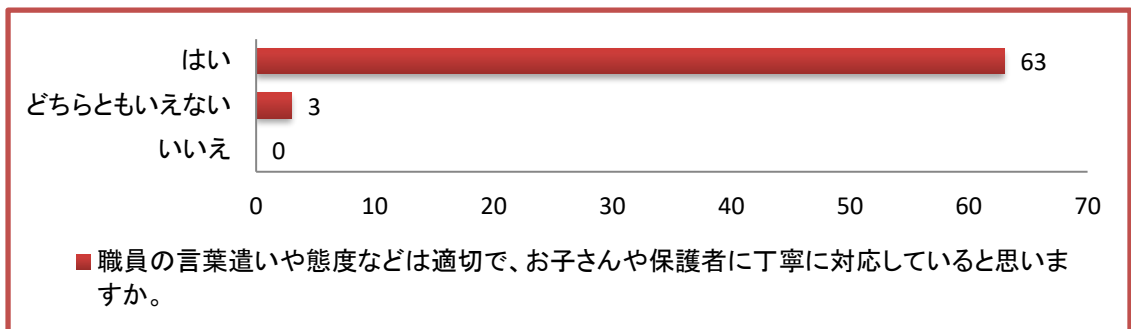 はい 63
どちらともいえない 3
いいえ 0
0 10 20 30 40 50 60 70
職員の言葉遣いや態度などは適切で、お子さんや保護者に丁寧に対応していると思いま
すか。